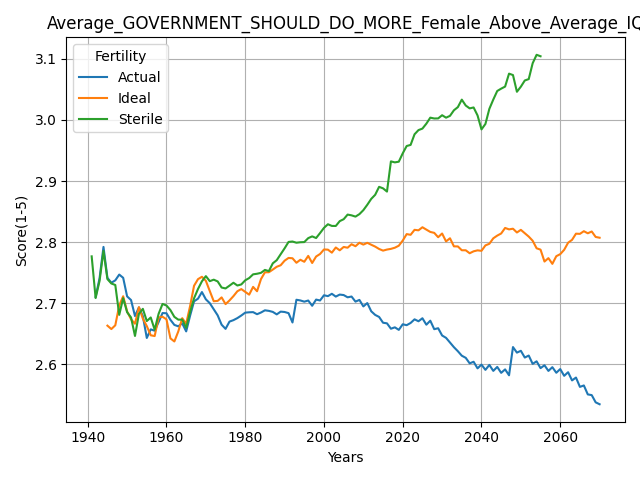 Average_GOVERNMENT_SHOULD_DO_MORE_Female_Above_Average_IQ
Fertility
Actual
Ideal
Sterile
Score(1-5)
3.1
3.0
2.9
2.8
2.7
2.6
1940 1960 1980 2000 2020 2040 2060
Years